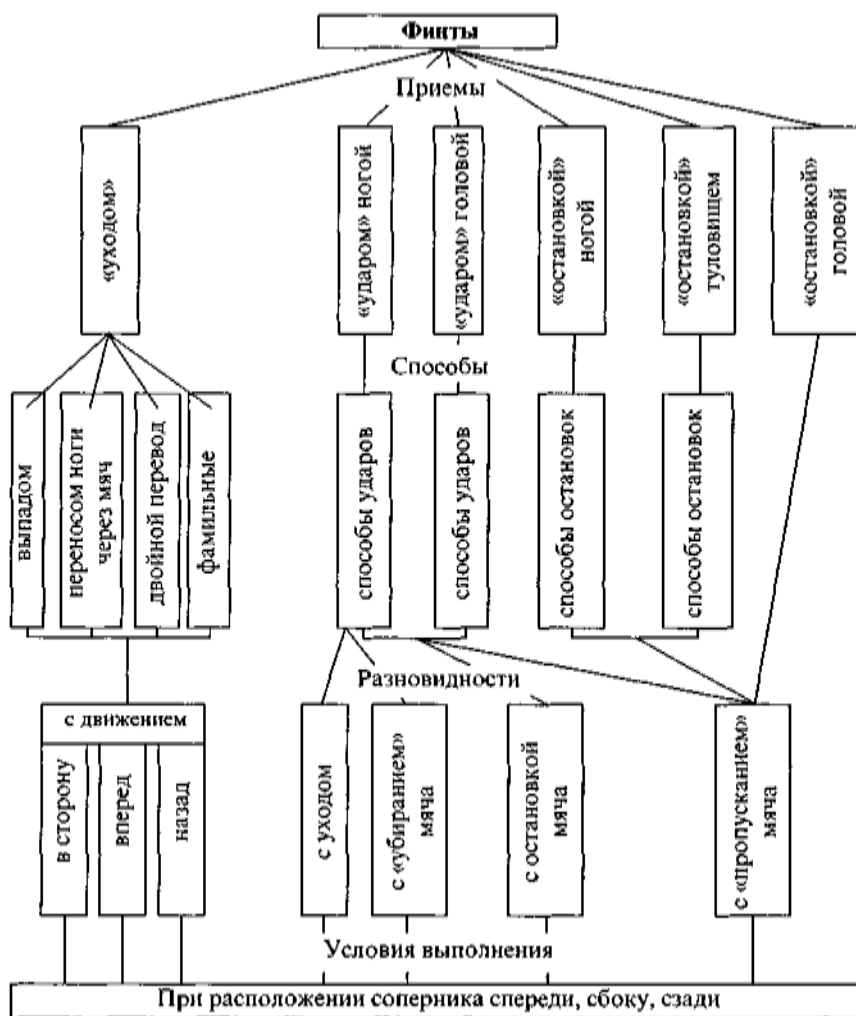 Финты
Приемы
«уходом»
«ударом» ногой
«ударом» головой
«остановкой»
ногой
«остановкой»
туловищем
«остановкой»
головой
Способы
выпадом
переносом ноги
через мяч
двойной перевод
фамильные
способы ударов
способы ударов
способы остановок
способы остановок
Разновидности
с движением
в сторону
вперед
назад
с уходом
с «убиранием»
мяча
с остановкой
мяча
с «пропусканием»
мяча
Условия выполнения
При расположении соперника спереди, сбоку, сзади